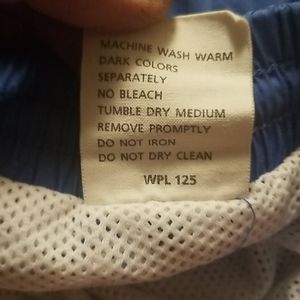 MACHINE WASH WARM
DARK COLORS
SEPARATELY
NO BLEACH
TUMBLE DRY MEDIUM
REMOVE PROMPTLY
DO NOT IRON
DO NOT DRY CLEAN
WPL 125